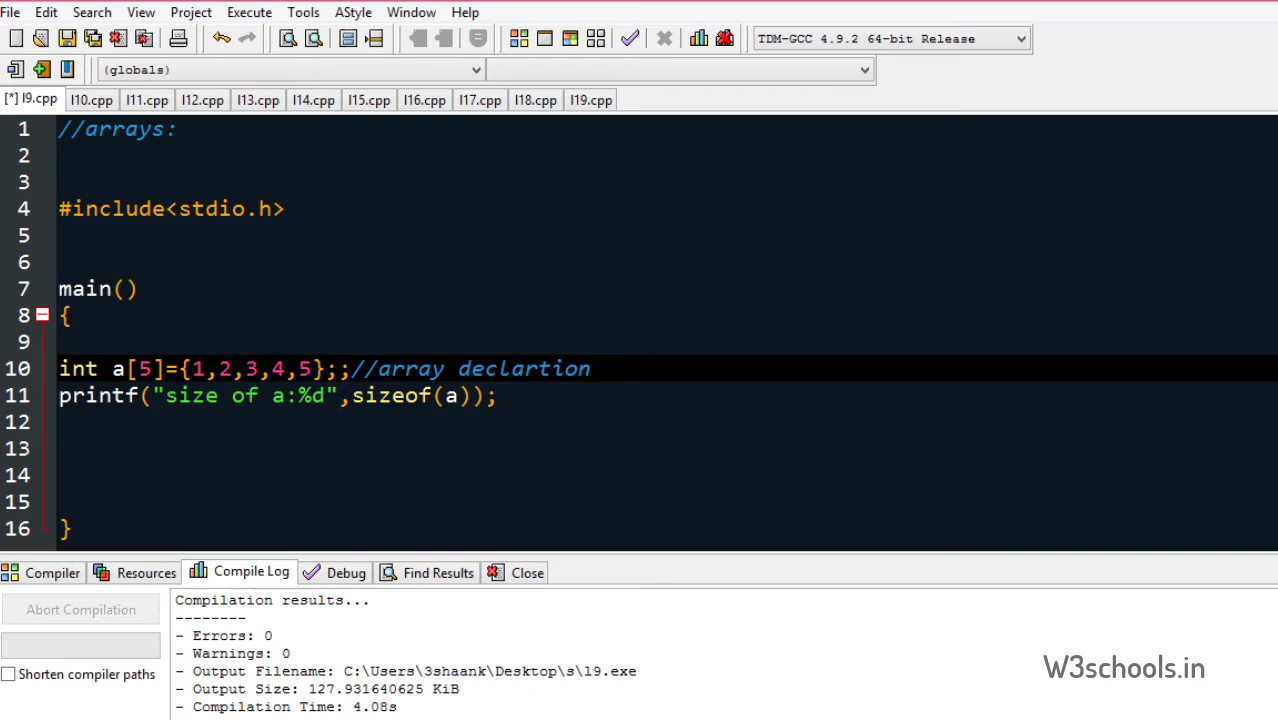 File Edit Search View Project Execute Tools AStyle Window Help
TDM-GCC 4.9.2 64-bit Release
(globals)
[*] l9.cpp l10.cpp l11.cpp l12.cpp l13.cpp l14.cpp l15.cpp l16.cpp l17.cpp l18.cpp l19.cpp
1 //arrays:
2
3
4 #include<stdio.h>
5
6
7 main()
8 {
9
10 int a[5]={1,2,3,4,5};;//array declartion
11 printf("size of a:%d",sizeof(a));
12
13
14
15
16 }
Compiler Resources Compile Log Debug Find Results Close
Abort Compilation
Shorten compiler paths
Compilation results...
--------
- Errors: 0
- Warnings: 0
- Output Filename: C:\Users\3shaank\Desktop\s\l9.exe
- Output Size: 127.931640625 KiB
- Compilation Time: 4.08s
W3schools.in